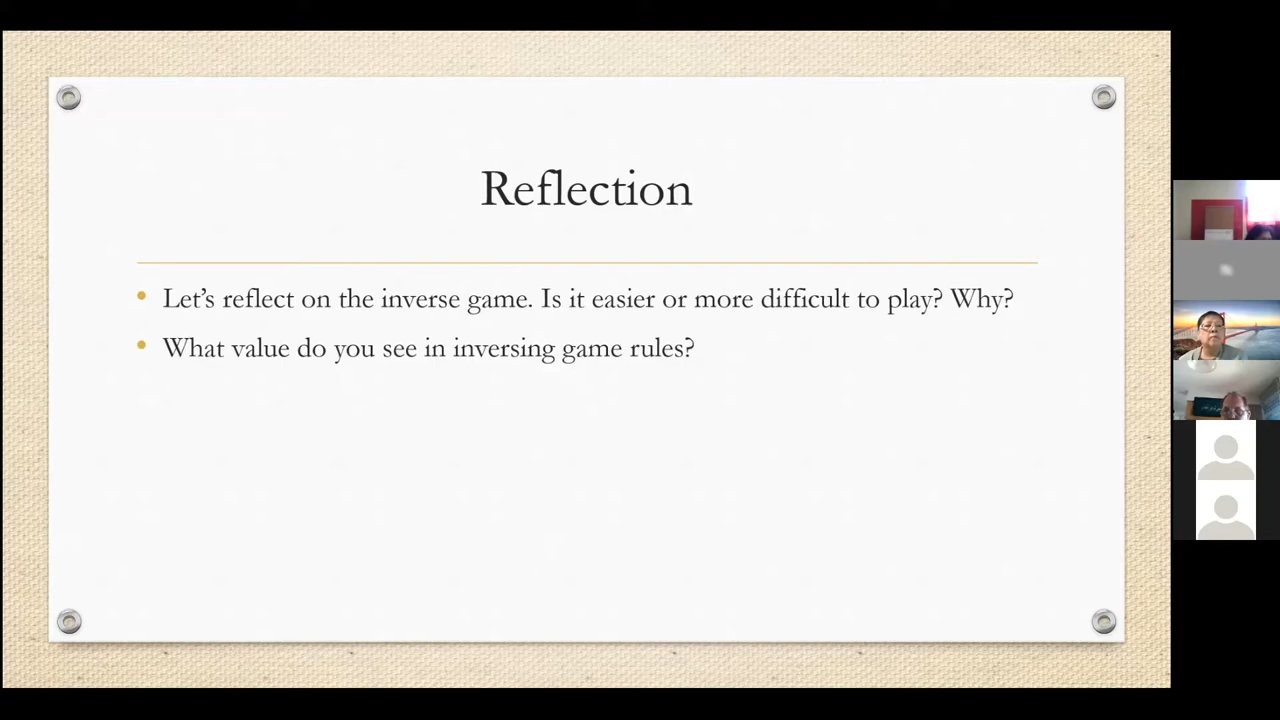 Reflection
Let’s reflect on the inverse game. Is it easier or more difficult to play? Why?
What value do you see in inversing game rules?